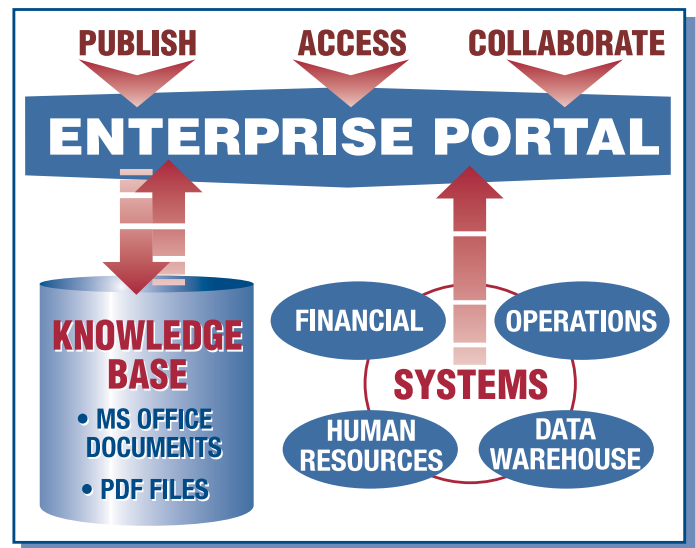 PUBLISH ACCESS COLLABORATE
ENTERPRISE PORTAL
KNOWLEDGE
BASE
• MS OFFICE
DOCUMENTS
• PDF FILES
FINANCIAL
OPERATIONS
SYSTEMS
HUMAN
RESOURCES
DATA
WAREHOUSE